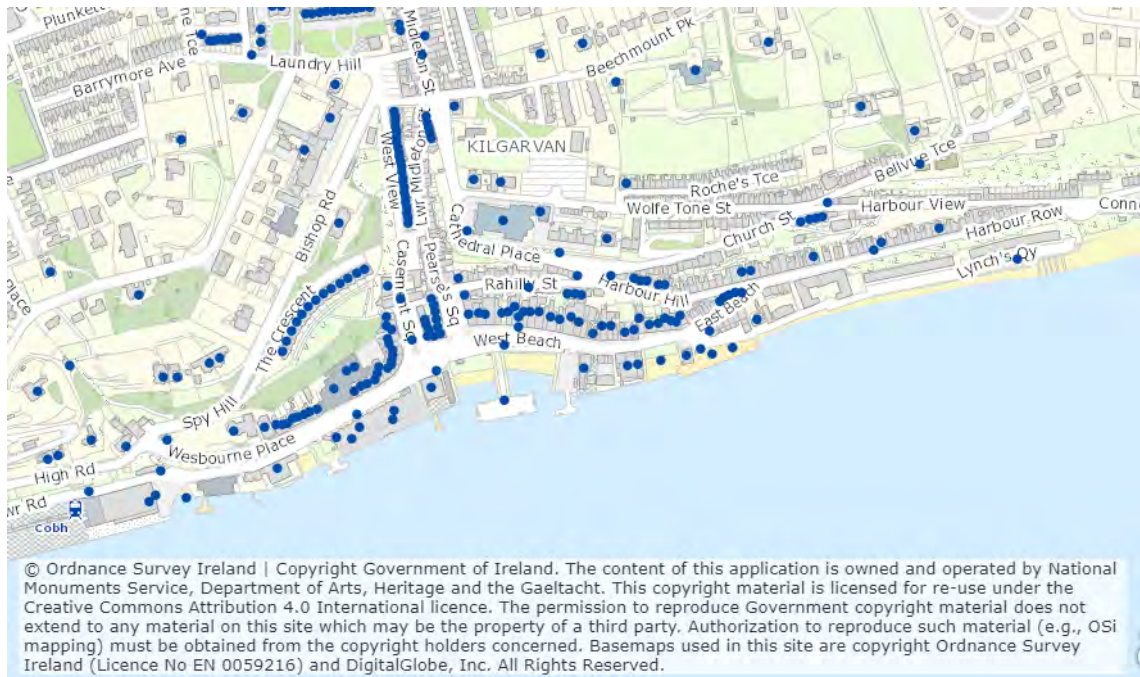 Plunkett
ne Tce
Midleton St
Barrymore Ave
Laundry Hill
Beechmount Pk
KILGARVAN
West View
Lwr Midleton
Bellvue Tce
Roche's Tce
Wolfe Tone St
Church St
Harbour View
Conne
Harbour Row
Bishop Rd
Cathedral Place
Casement Sq
Pearse's Sq
Rahilly St
Harbour Hill
Lynch's Qy
East Beach
West Beach
Place
The Crescent
Spy Hill
Wesbourne Place
High Rd
wr Rd
Cobh
© Ordnance Survey Ireland | Copyright Government of Ireland. The content of this application is owned and operated by National
Monuments Service, Department of Arts, Heritage and the Gaeltacht. This copyright material is licensed for re-use under the
Creative Commons Attribution 4.0 International licence. The permission to reproduce Government copyright material does not
extend to any material on this site which may be the property of a third party. Authorization to reproduce such material (e.g., OSi
mapping) must be obtained from the copyright holders concerned. Basemaps used in this site are copyright Ordnance Survey
Ireland (Licence No EN 0059216) and DigitalGlobe, Inc. All Rights Reserved.